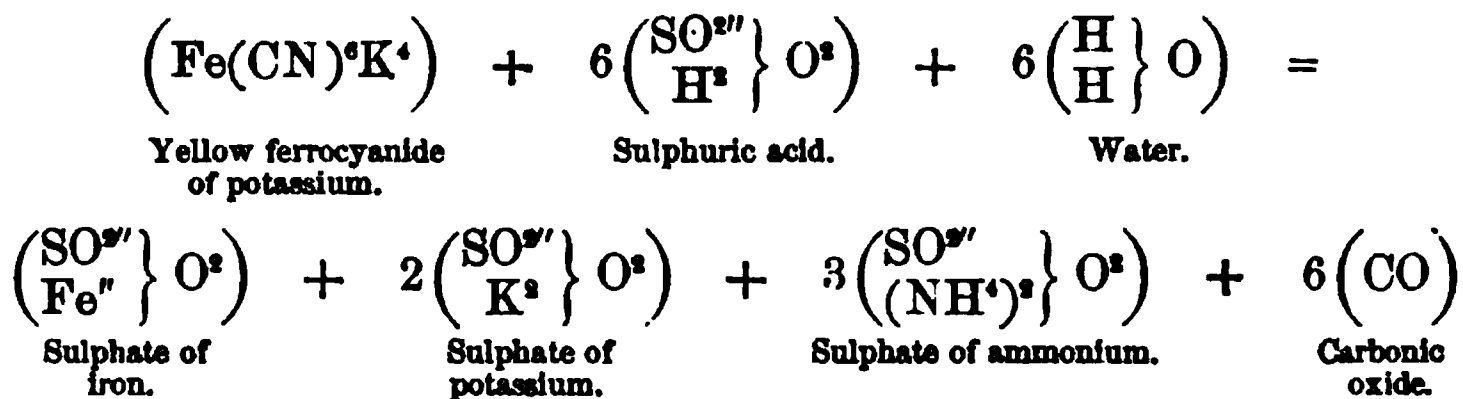 (Fe(CN)⁶K⁴) + 6(SO²″ H² } O²) + 6(H H } O) =
Yellow ferrocyanide of potassium. Sulphuric acid. Water.
(SO²″ Fe″ } O²) + 2(SO²″ K² } O²) + 3(SO²″ (NH⁴)² } O²) + 6(CO)
Sulphate of iron. Sulphate of potassium. Sulphate of ammonium. Carbonic oxide.